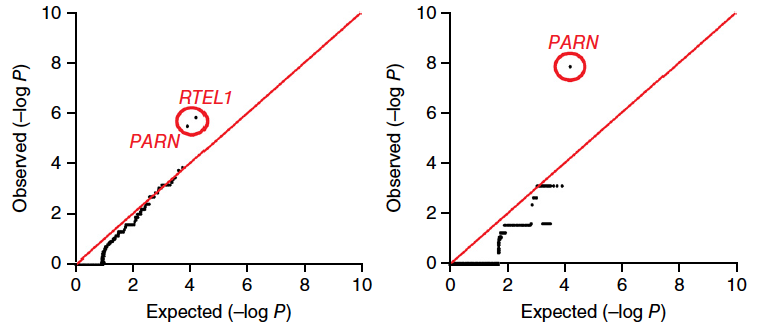 10
8
6
4
2
0
Observed (–log P)
RTEL1
PARN
0 2 4 6 8 10
Expected (–log P)
10
8
6
4
2
0
Observed (–log P)
PARN
0 2 4 6 8 10
Expected (–log P)